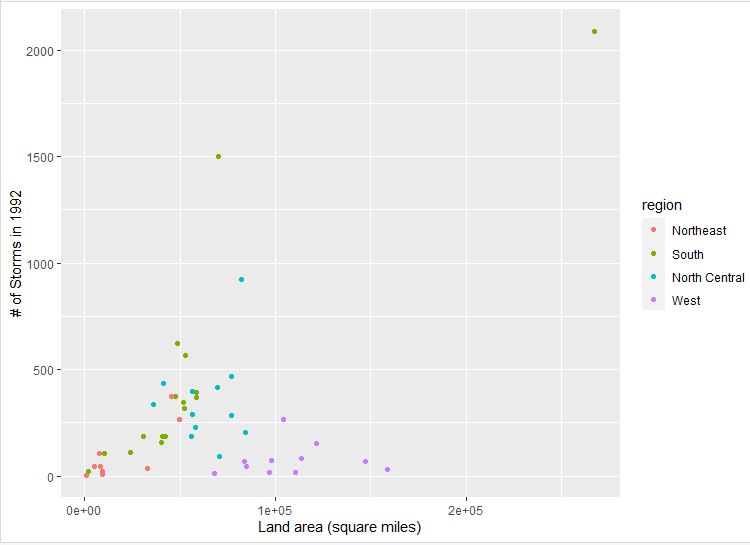 2000
1500
1000
500
0
# of Storms in 1992
0e+00
1e+05
2e+05
Land area (square miles)
region
Northeast
South
North Central
West